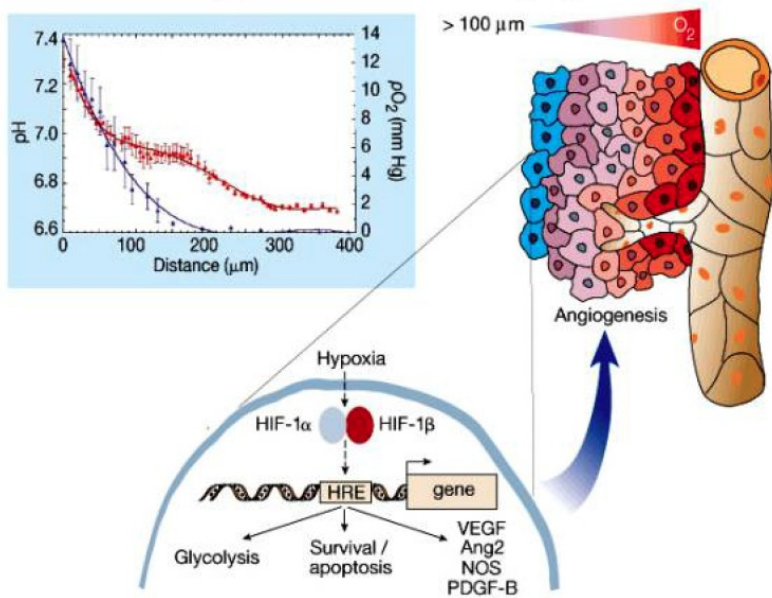 7.4
7.2
7.0
6.8
6.6
pH
14
12
10
8
6
4
2
0
pO2 (mm Hg)
0 100 200 300 400
Distance (μm)
> 100 μm
O2
Angiogenesis
Hypoxia
HIF-1α HIF-1β
HRE
gene
Glycolysis
Survival /
apoptosis
VEGF
Ang2
NOS
PDGF-B